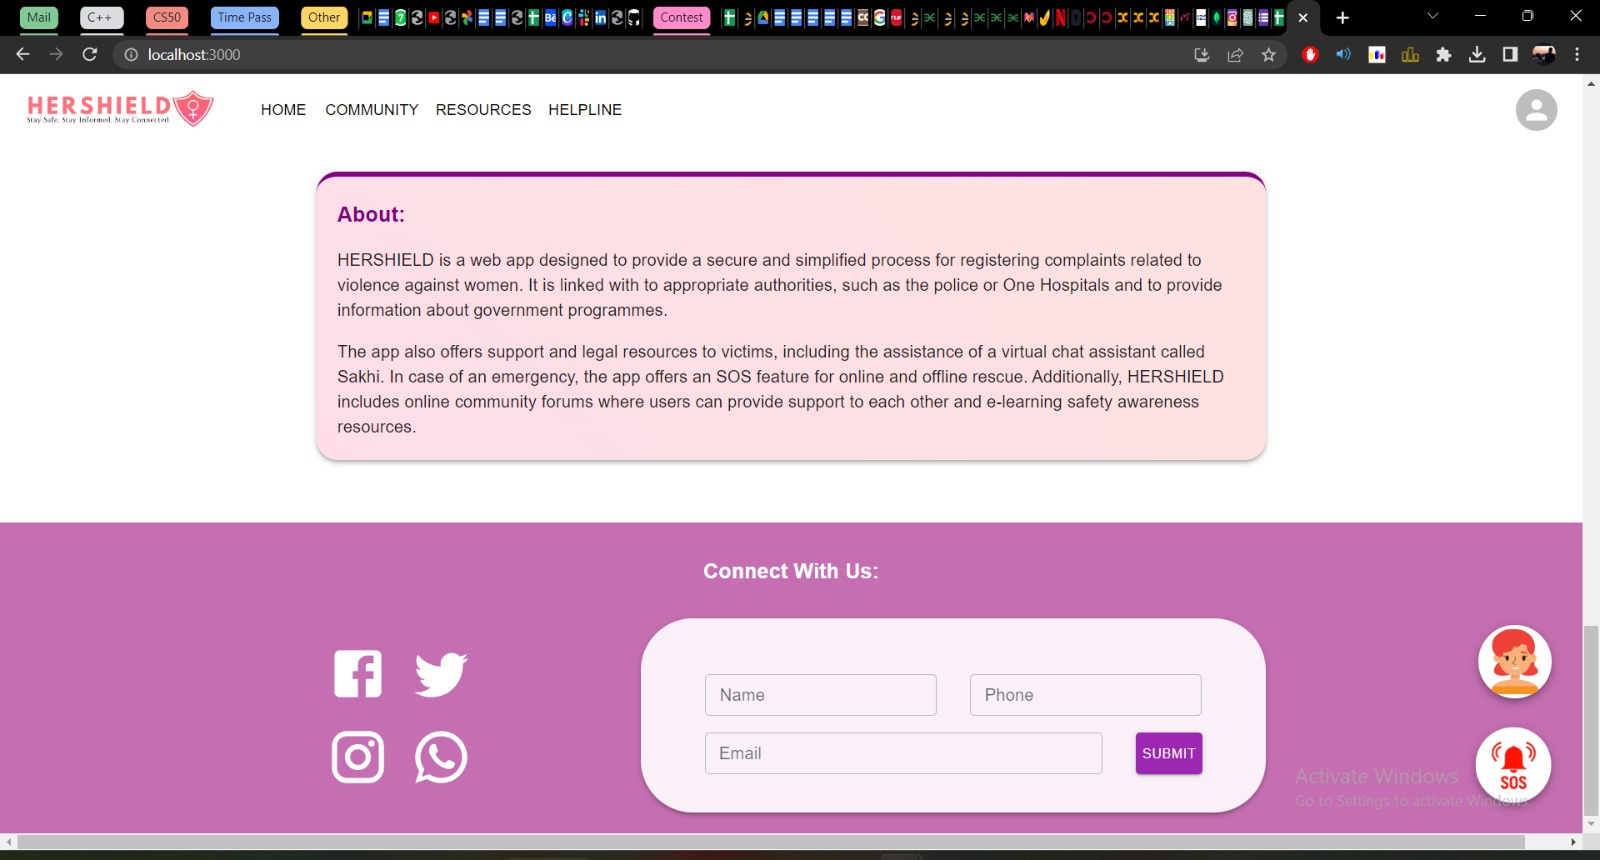 Mail C++ CS50 Time Pass Other Contest
localhost:3000
HERSHIELD
Stay Safe, Stay Informed, Stay Connected.
HOME COMMUNITY RESOURCES HELPLINE
About:
HERSHIELD is a web app designed to provide a secure and simplified process for registering complaints related to
violence against women. It is linked with to appropriate authorities, such as the police or One Hospitals and to provide
information about government programmes.
The app also offers support and legal resources to victims, including the assistance of a virtual chat assistant called
Sakhi. In case of an emergency, the app offers an SOS feature for online and offline rescue. Additionally, HERSHIELD
includes online community forums where users can provide support to each other and e-learning safety awareness
resources.
Connect With Us:
Name Phone
Email SUBMIT
SOS
Activate Windows
Go to Settings to activate Windows.